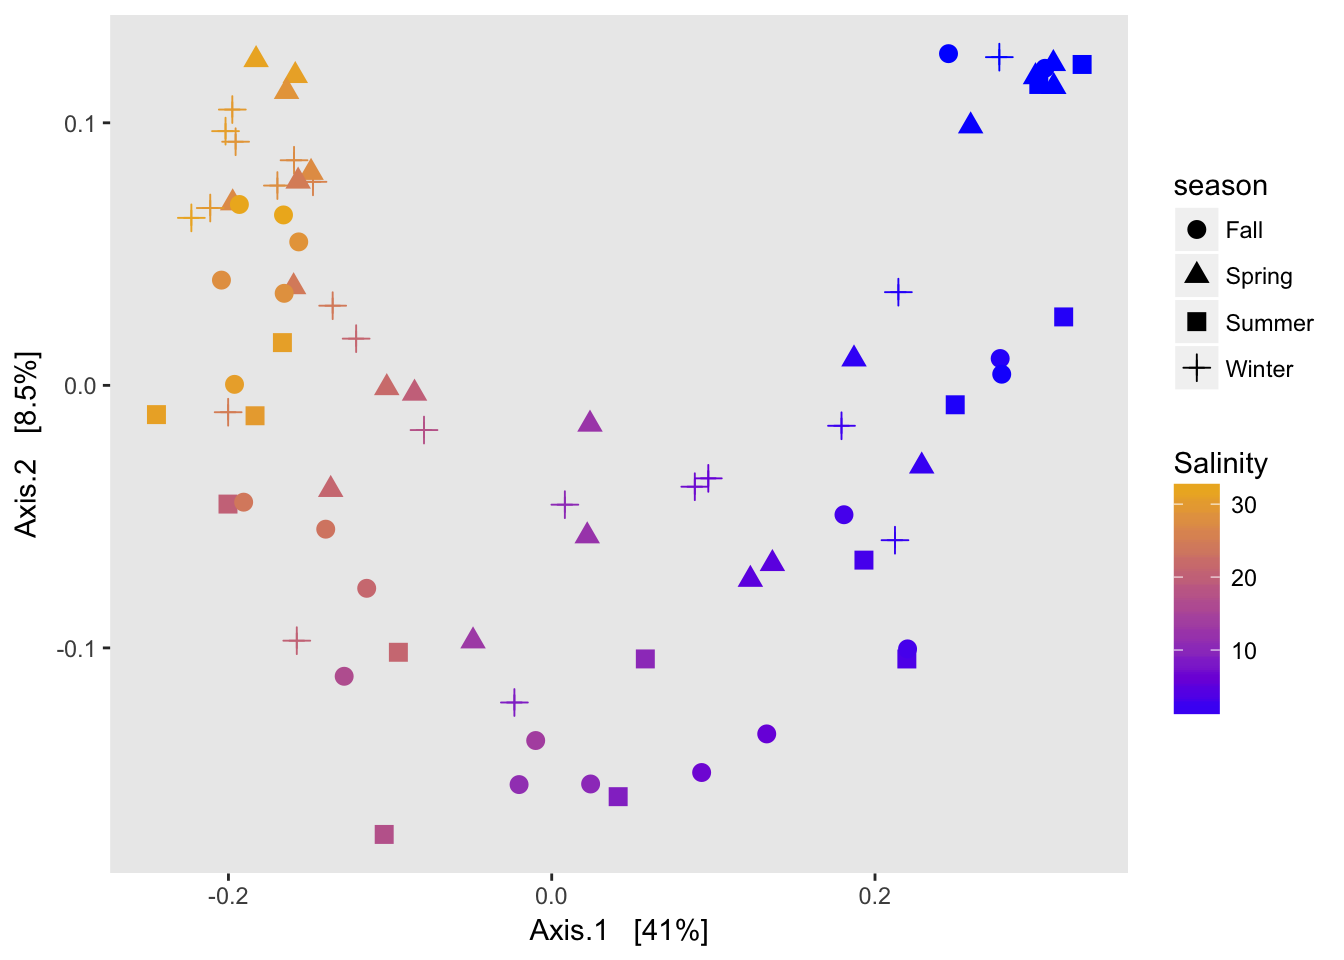 0.1
0.0
-0.1
Axis.2 [8.5%]
-0.2
0.0
0.2
Axis.1 [41%]
season
Fall
Spring
Summer
Winter
Salinity
30
20
10